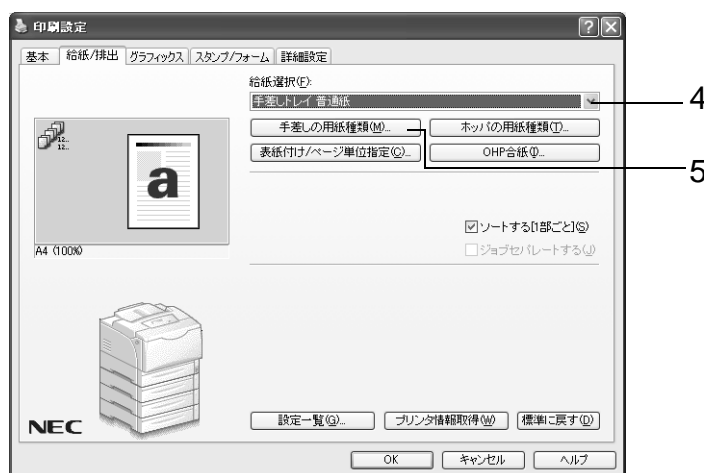 印刷設定
基本 給紙/排出 グラフィックス スタンプ/フォーム 詳細設定
給紙選択(F):
手差しトレイ 普通紙
4
手差しの用紙種類(M)... ホッパの用紙種類(T)...
表紙付け/ページ単位指定(C)... OHP合紙(I)...
5
12..
12..
a
A4 (100%)
ソートする[1部ごと](S)
ジョブセパレートする(J)
NEC
設定一覧(G)... プリンタ情報取得(W) 標準に戻す(D)
OK キャンセル ヘルプ